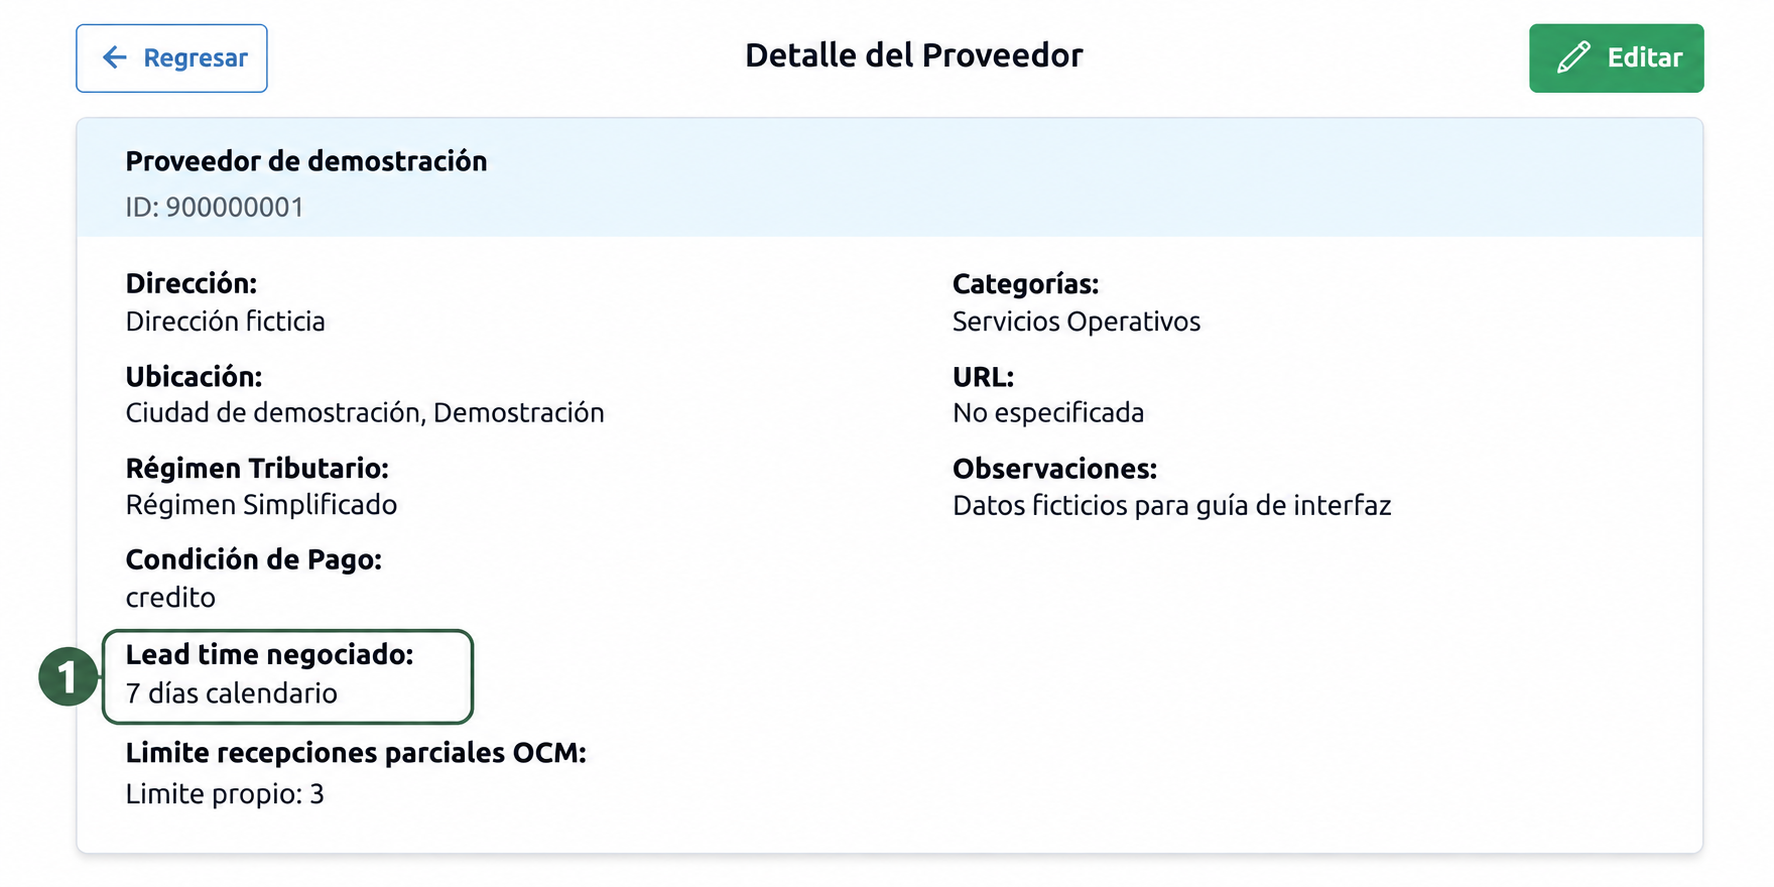 Regresar
Detalle del Proveedor
Editar
Proveedor de demostración
ID: 900000001
Dirección:
Dirección ficticia
Ubicación:
Ciudad de demostración, Demostración
Régimen Tributario:
Régimen Simplificado
Condición de Pago:
credito
1
Lead time negociado:
7 días calendario
Limite recepciones parciales OCM:
Limite propio: 3
Categorías:
Servicios Operativos
URL:
No especificada
Observaciones:
Datos ficticios para guía de interfaz